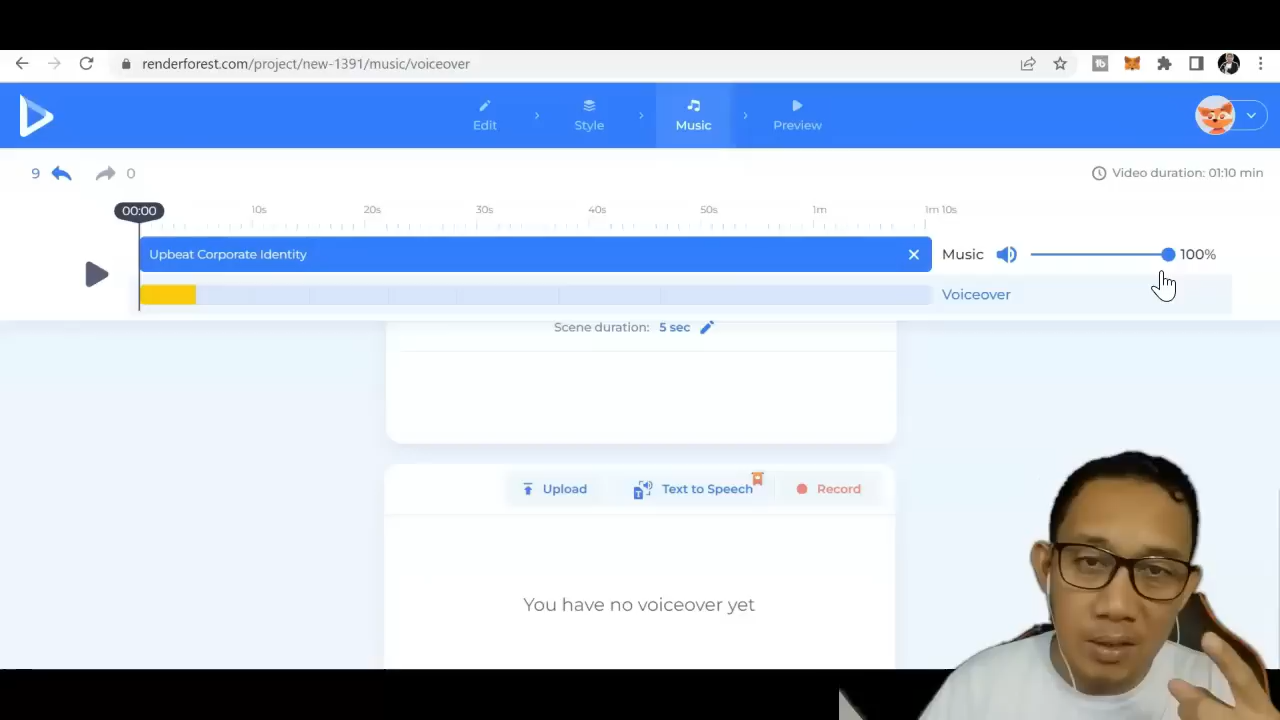 renderforest.com/project/new-1391/music/voiceover
Edit
Style
Music
Preview
9
0
Video duration: 01:10 min
00:00
10s
20s
30s
40s
50s
1m
1m 10s
Upbeat Corporate Identity
Music
100%
Voiceover
Scene duration: 5 sec
Upload
Text to Speech
Record
You have no voiceover yet